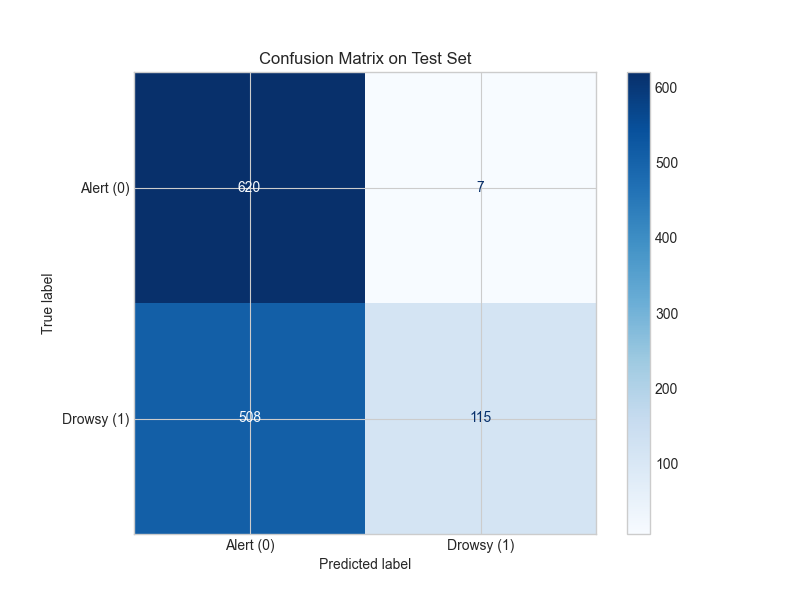 Confusion Matrix on Test Set
True label
Alert (0)
620
7
Drowsy (1)
508
115
Alert (0)
Drowsy (1)
Predicted label
600
500
400
300
200
100